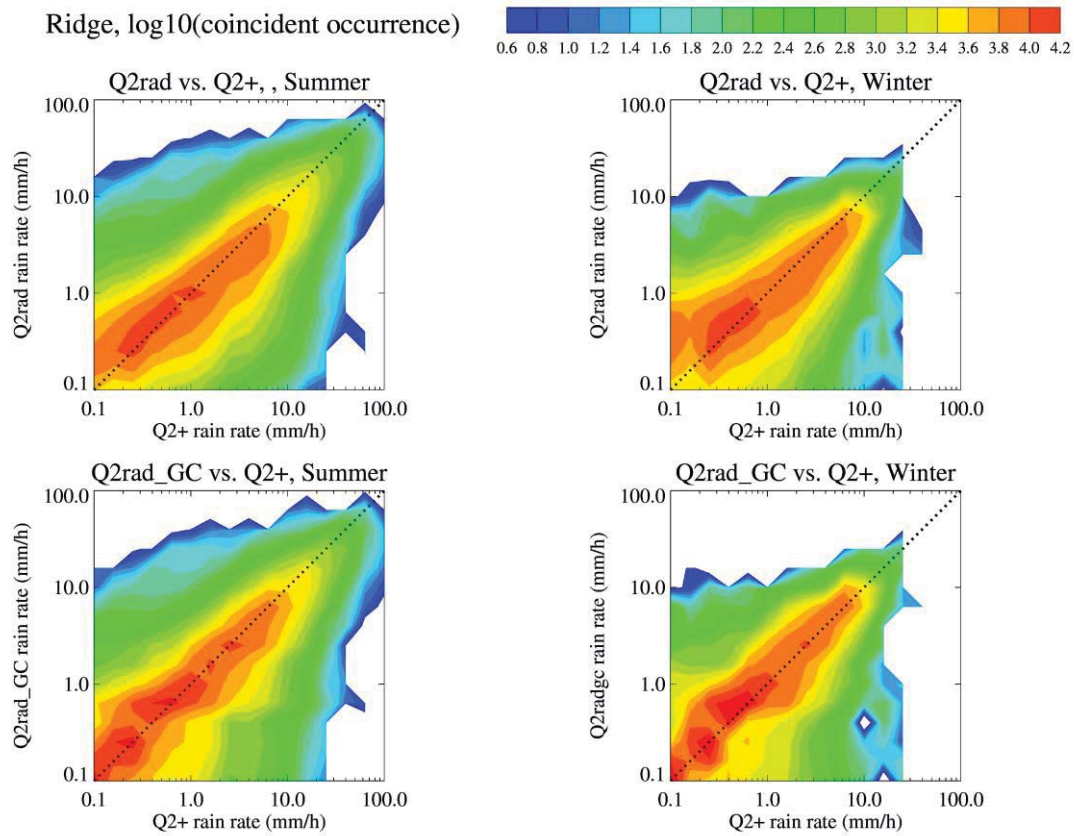 Ridge, log10(coincident occurrence)
0.6 0.8 1.0 1.2 1.4 1.6 1.8 2.0 2.2 2.4 2.6 2.8 3.0 3.2 3.4 3.6 3.8 4.0 4.2
Q2rad vs. Q2+, , Summer
100.0
10.0
1.0
0.1
Q2rad rain rate (mm/h)
0.1 1.0 10.0 100.0
Q2+ rain rate (mm/h)
Q2rad vs. Q2+, Winter
100.0
10.0
1.0
0.1
Q2rad rain rate (mm/h)
0.1 1.0 10.0 100.0
Q2+ rain rate (mm/h)
Q2rad_GC vs. Q2+, Summer
100.0
10.0
1.0
0.1
Q2rad_GC rain rate (mm/h)
0.1 1.0 10.0 100.0
Q2+ rain rate (mm/h)
Q2rad_GC vs. Q2+, Winter
100.0
10.0
1.0
0.1
Q2radgc rain rate (mm/h)
0.1 1.0 10.0 100.0
Q2+ rain rate (mm/h)